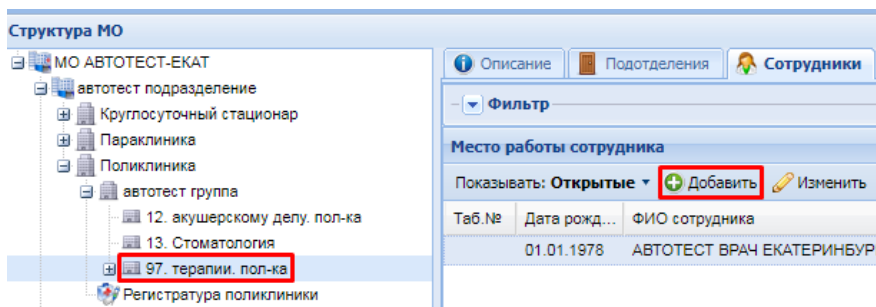 Структура МО
МО АВТОТЕСТ-ЕКАТ
автотест подразделение
Круглосуточный стационар
Параклиника
Поликлиника
автотест группа
12. акушерскому делу. пол-ка
13. Стоматология
97. терапии. пол-ка
Регистратура поликлиники
Описание Подотделения Сотрудники
Фильтр
Место работы сотрудника
Показывать: Открытые Добавить Изменить
Таб.№ Дата рожд... ФИО сотрудника
01.01.1978 АВТОТЕСТ ВРАЧ ЕКАТЕРИНБУР